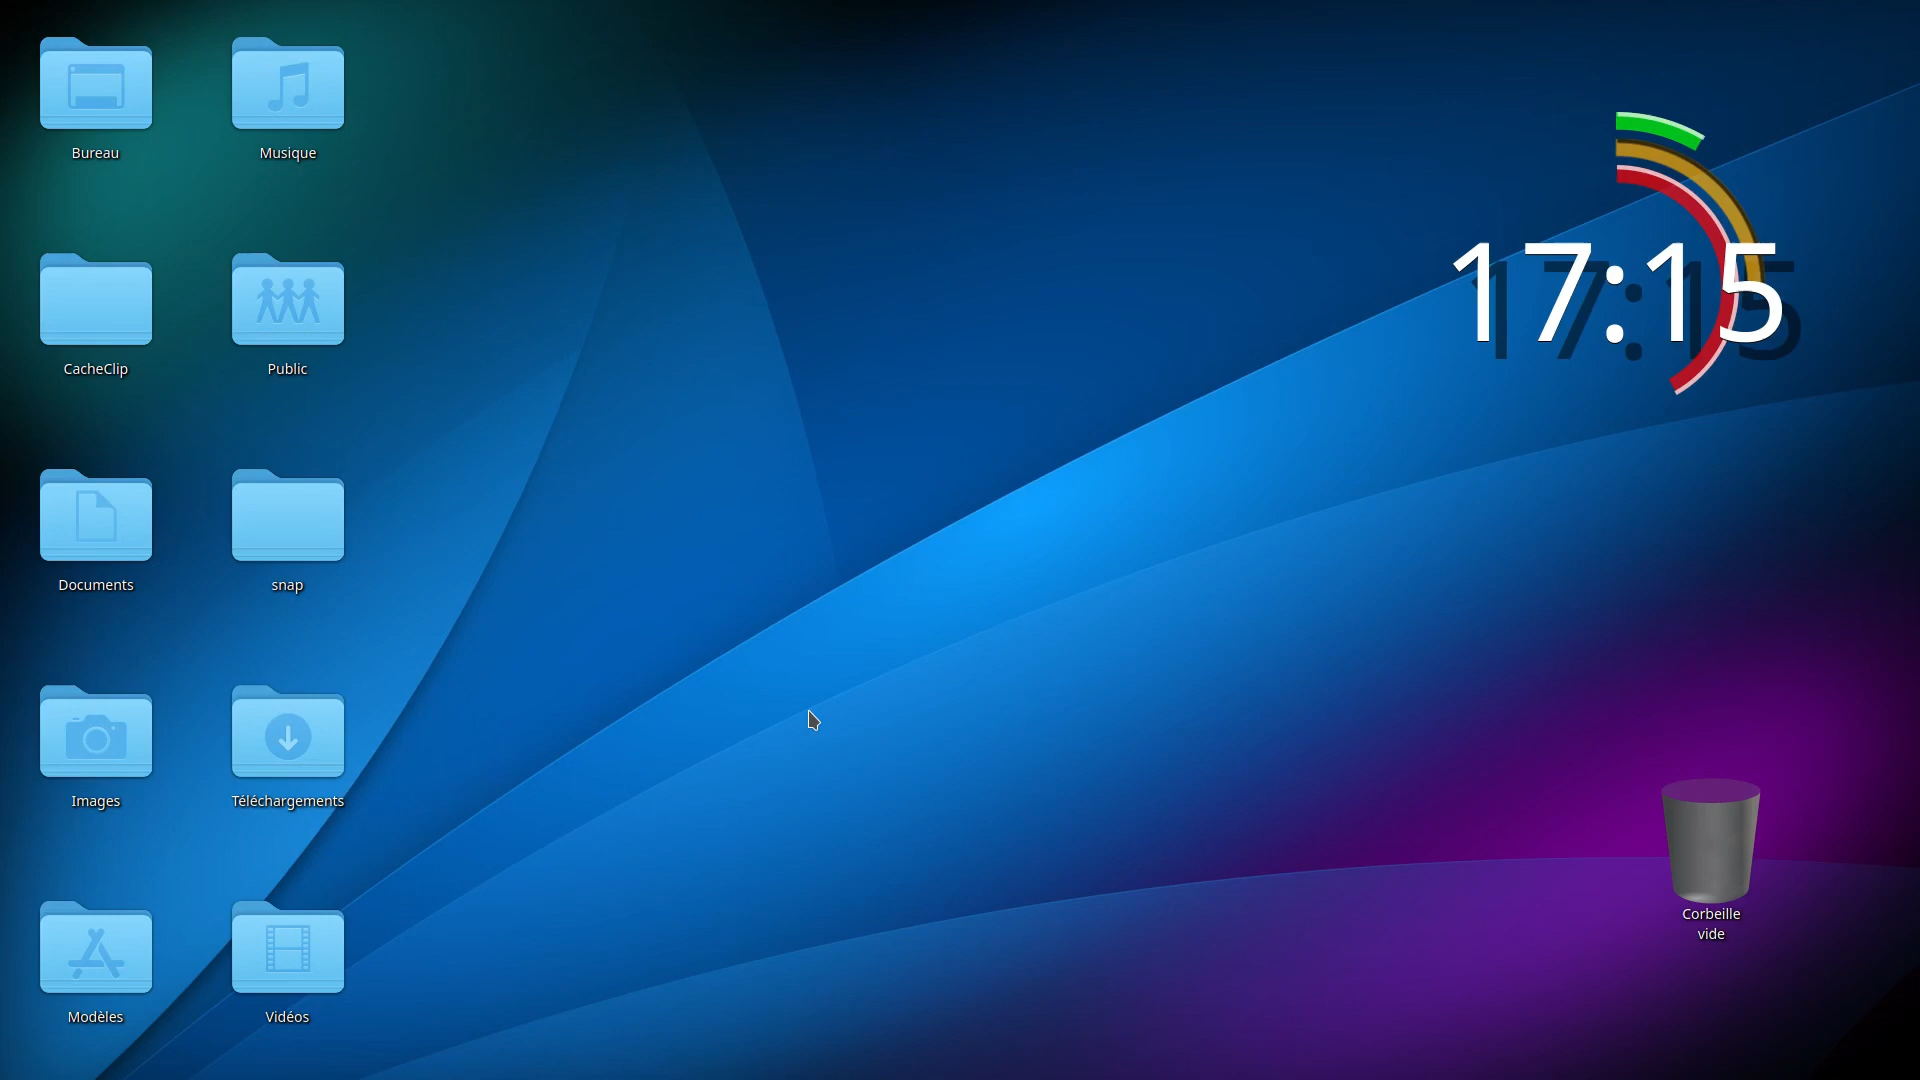 Bureau
Musique
17:15
CacheClip
Public
Documents
snap
Images
Téléchargements
Corbeille
vide
Modèles
Vidéos